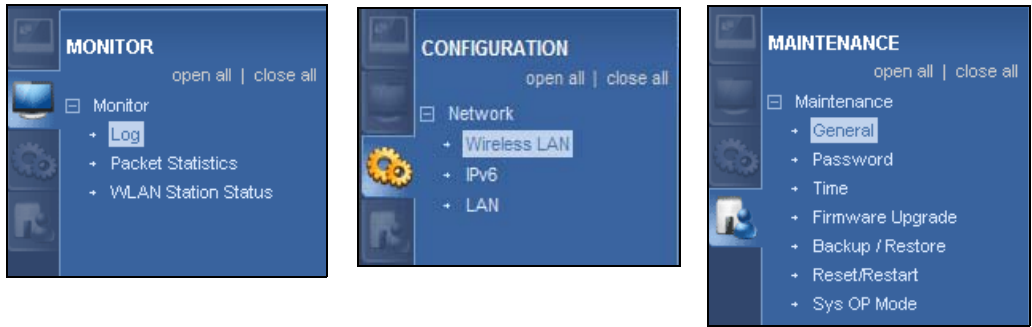 MONITOR
open all | close all
Monitor
Log
Packet Statistics
WLAN Station Status
CONFIGURATION
open all | close all
Network
Wireless LAN
IPv6
LAN
MAINTENANCE
open all | close all
Maintenance
General
Password
Time
Firmware Upgrade
Backup / Restore
Reset/Restart
Sys OP Mode